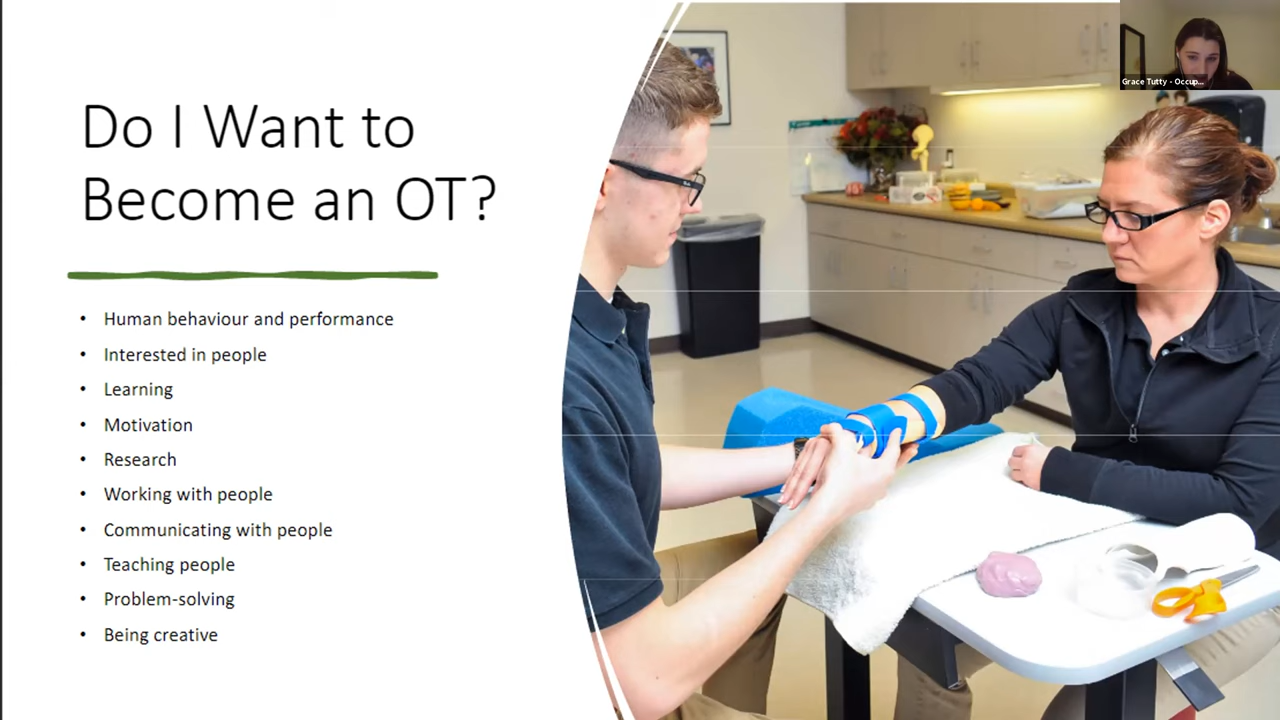 Do I Want to
Become an OT?
• Human behaviour and performance
• Interested in people
• Learning
• Motivation
• Research
• Working with people
• Communicating with people
• Teaching people
• Problem-solving
• Being creative
Grace Tutty - Occup...